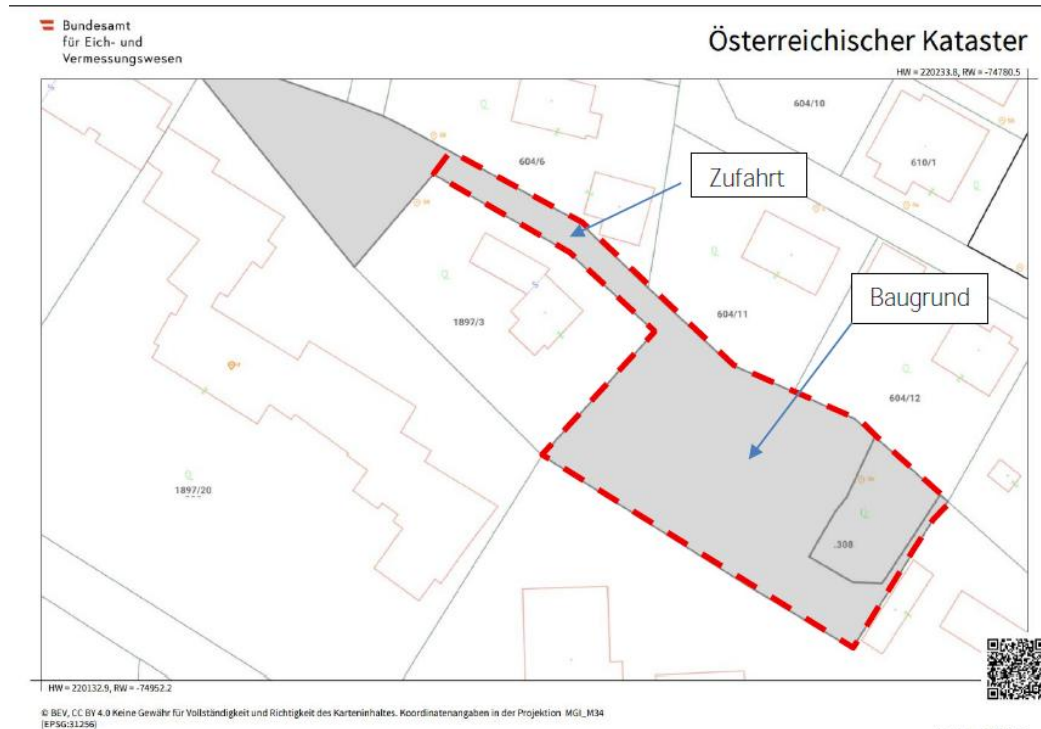 Bundesamt
für Eich- und
Vermessungswesen
Österreichischer Kataster
HW = 220233.8, RW = -74780.5
604/10
604/6
610/1
Zufahrt
Baugrund
604/11
1897/3
604/12
1897/20
.308
HW = 220132.9, RW = -74952.2
© BEV, CC BY 4.0 Keine Gewähr für Vollständigkeit und Richtigkeit des Karteninhaltes. Koordinatenangaben in der Projektion MGI_M34
(EPSG:31256)